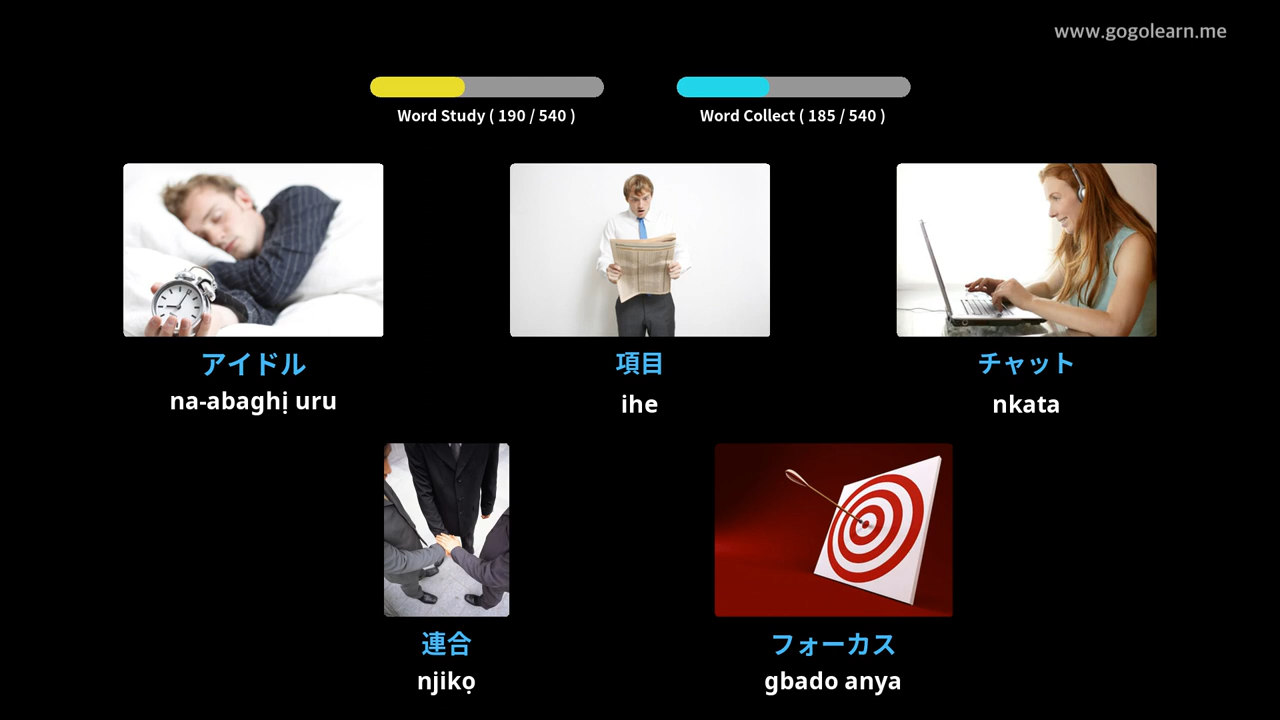 www.gogolearn.me
Word Study ( 190 / 540 )
Word Collect ( 185 / 540 )
アイドル
na-abaghị uru
項目
ihe
チャット
nkata
連合
njikọ
フォーカス
gbado anya